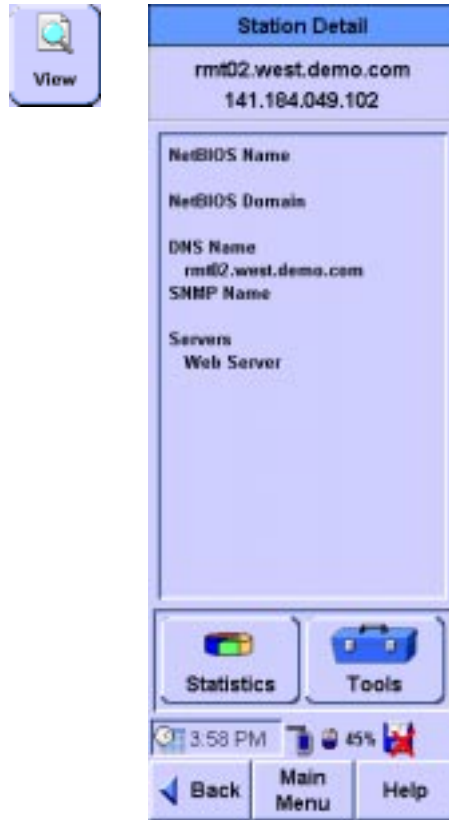 View
Station Detail
rmt02.west.demo.com
141.184.049.102
NetBIOS Name
NetBIOS Domain
DNS Name
rmt02.west.demo.com
SNMP Name
Servers
Web Server
Statistics
Tools
3:58 PM 45%
Back
Main
Menu
Help